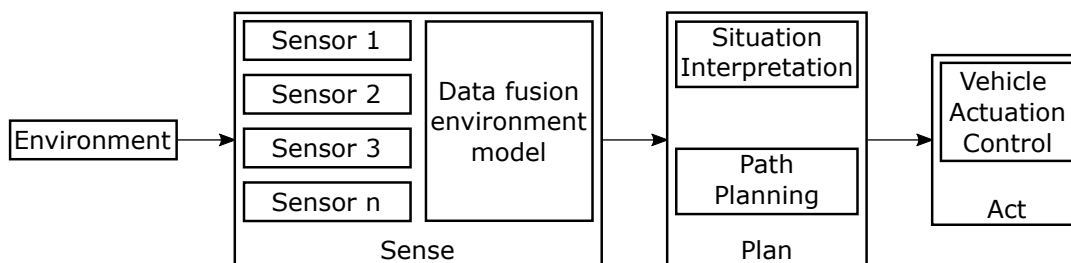 Environment
Sensor 1
Sensor 2
Sensor 3
Sensor n
Data fusion
environment
model
Sense
Situation
Interpretation
Path
Planning
Plan
Vehicle
Actuation
Control
Act